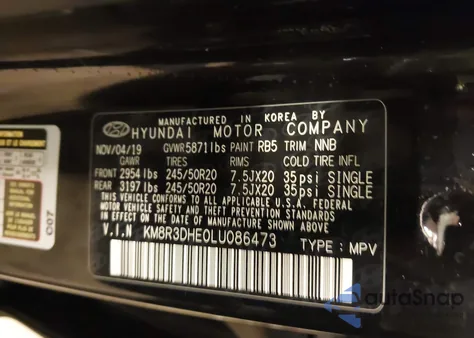 MANUFACTURED IN KOREA BY
HYUNDAI MOTOR COMPANY
NOV/04/19 GVWR 5871lbs PAINT RB5 TRIM NNB
GAWR TIRES RIMS COLD TIRE INFL
FRONT 2954 lbs 245/50R20 7.5JX20 35psi SINGLE
REAR 3197 lbs 245/50R20 7.5JX20 35psi SINGLE
THIS VEHICLE CONFORMS TO ALL APPLICABLE U.S.A. FEDERAL
MOTOR VEHICLE SAFETY, BUMPER, AND THEFT PREVENTION STANDARDS
IN EFFECT ON THE DATE OF MANUFACTURE SHOWN ABOVE.
V.I.N KM8R3DHE0LU086473 TYPE : MPV
C07
AutaSnap